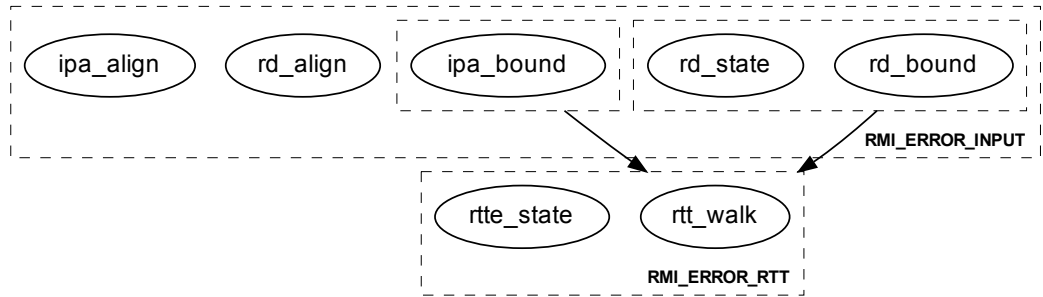 ipa_align rd_align ipa_bound rd_state rd_bound
RMI_ERROR_INPUT
rtte_state rtt_walk
RMI_ERROR_RTT